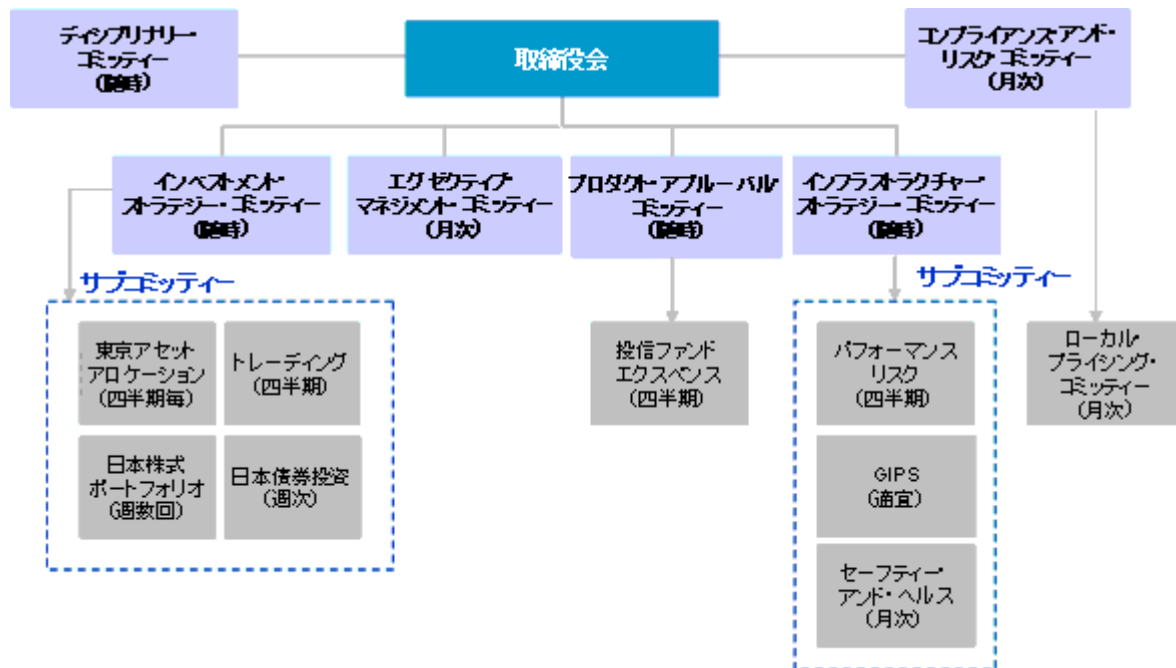 ディシプリナリー・
コミッティー
(臨時)
取締役会
コンプライアンス・アンド・
リスク・コミッティー
(月次)
インベストメント・
ストラテジー・コミッティー
(臨時)
エグゼクティブ・
マネジメント・コミッティー
(月次)
プロダクト・アプルーバル・
コミッティー
(臨時)
インフラストラクチャー・
ストラテジー・コミッティー
(臨時)
サブコミッティー
サブコミッティー
東京アセット
アロケーション
(四半期毎)
トレーディング
(四半期)
投信ファンド
エクスペンス
(四半期)
パフォーマンス
リスク
(四半期)
ローカル・
プライシング・
コミッティー
(月次)
日本株式
ポートフォリオ
(週数回)
日本債券投資
(週次)
GIPS
(適宜)
セーフティー・
アンド・ヘルス
(月次)